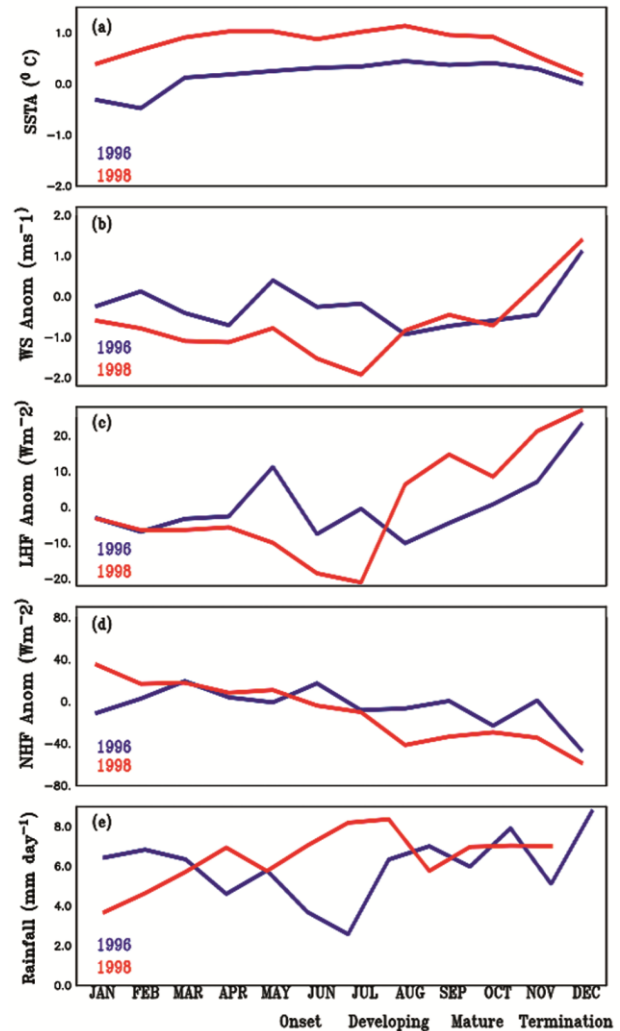 (a)
SSTA (⁰ C)
1.0
0.0
−1.0
−2.0
1996
1998
(b)
WS Anom (ms⁻¹)
2.0
1.0
0.0
−1.0
−2.0
1996
1998
(c)
LHF Anom (Wm⁻2)
20.
10.
0.
−10.
−20.
1996
1998
(d)
NHF Anom (Wm⁻2)
80.
40.
0.
−40.
−80.
1996
1998
(e)
Rainfall (mm day⁻¹)
8.0
6.0
4.0
2.0
0.0
1996
1998
JAN FEB MAR APR MAY JUN JUL AUG SEP OCT NOV DEC
Onset Developing Mature Termination